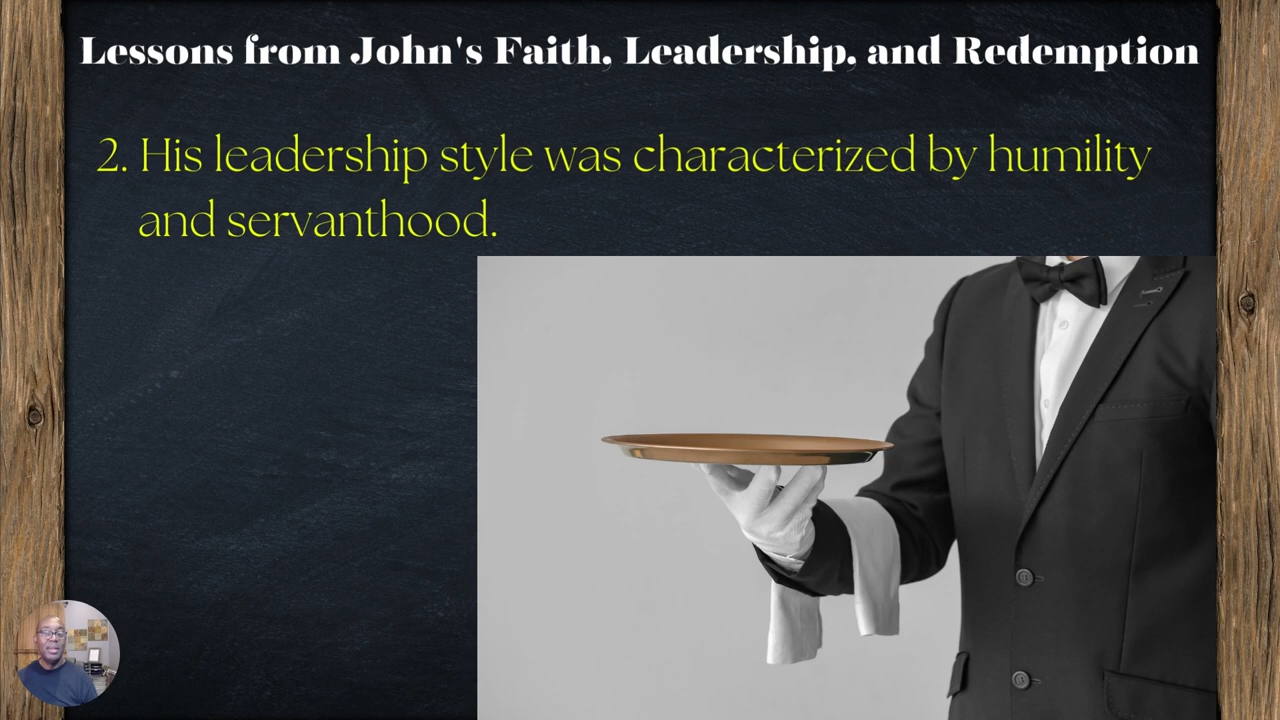 Lessons from John's Faith, Leadership, and Redemption
2. His leadership style was characterized by humility
and servanthood.